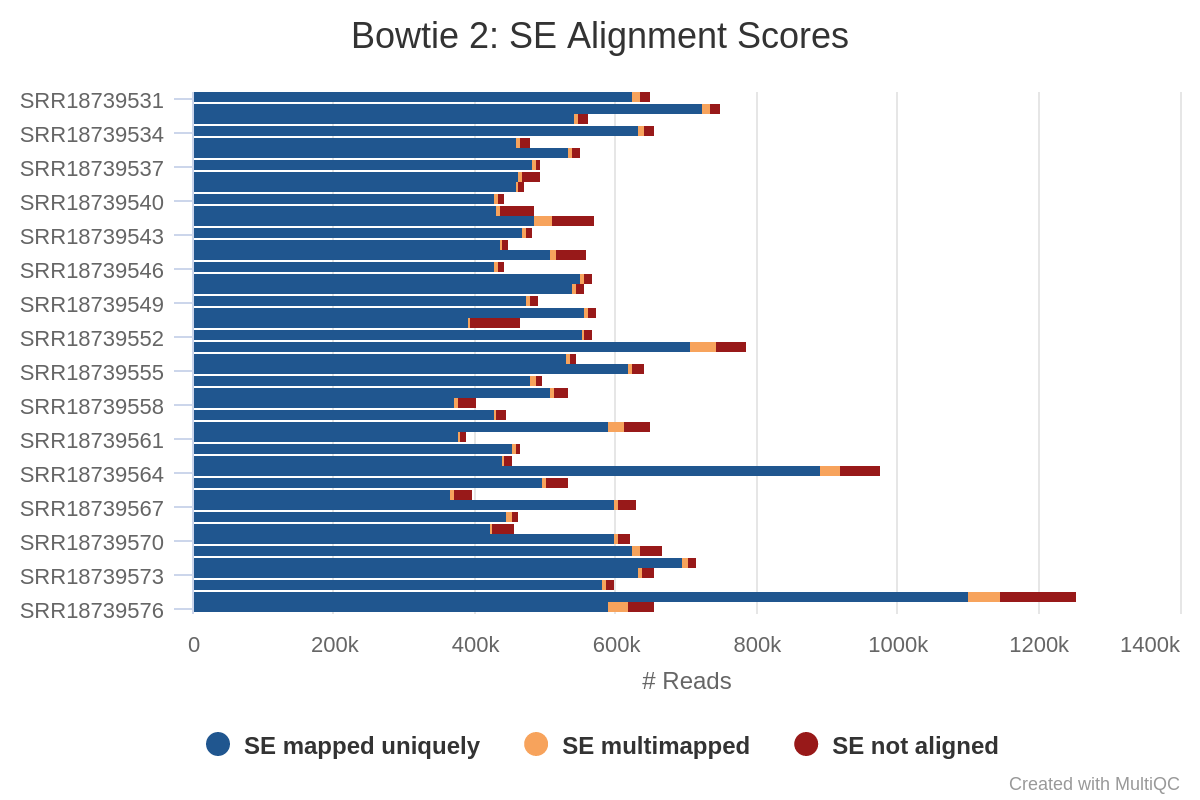 Bowtie 2: SE Alignment Scores
SRR18739531
SRR18739534
SRR18739537
SRR18739540
SRR18739543
SRR18739546
SRR18739549
SRR18739552
SRR18739555
SRR18739558
SRR18739561
SRR18739564
SRR18739567
SRR18739570
SRR18739573
SRR18739576
0 200k 400k 600k 800k 1000k 1200k 1400k
# Reads
SE mapped uniquely SE multimapped SE not aligned
Created with MultiQC